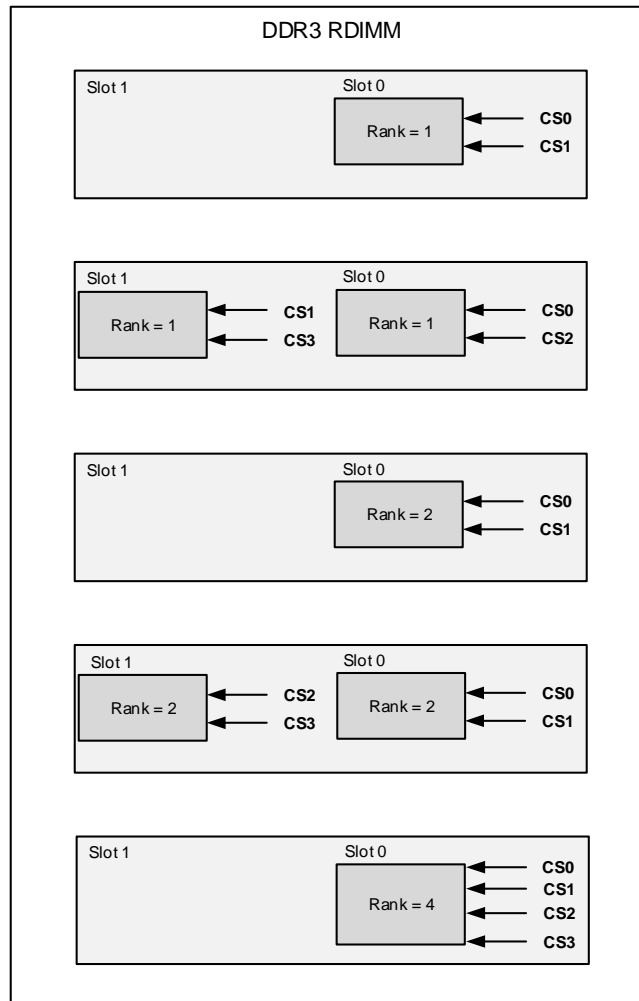 DDR3 RDIMM
Slot 1
Slot 0
Rank = 1
CS0
CS1
Slot 1
Slot 0
Rank = 1
CS1
CS3
Rank = 1
CS0
CS2
Slot 1
Slot 0
Rank = 2
CS0
CS1
Slot 1
Slot 0
Rank = 2
CS2
CS3
Rank = 2
CS0
CS1
Slot 1
Slot 0
Rank = 4
CS0
CS1
CS2
CS3